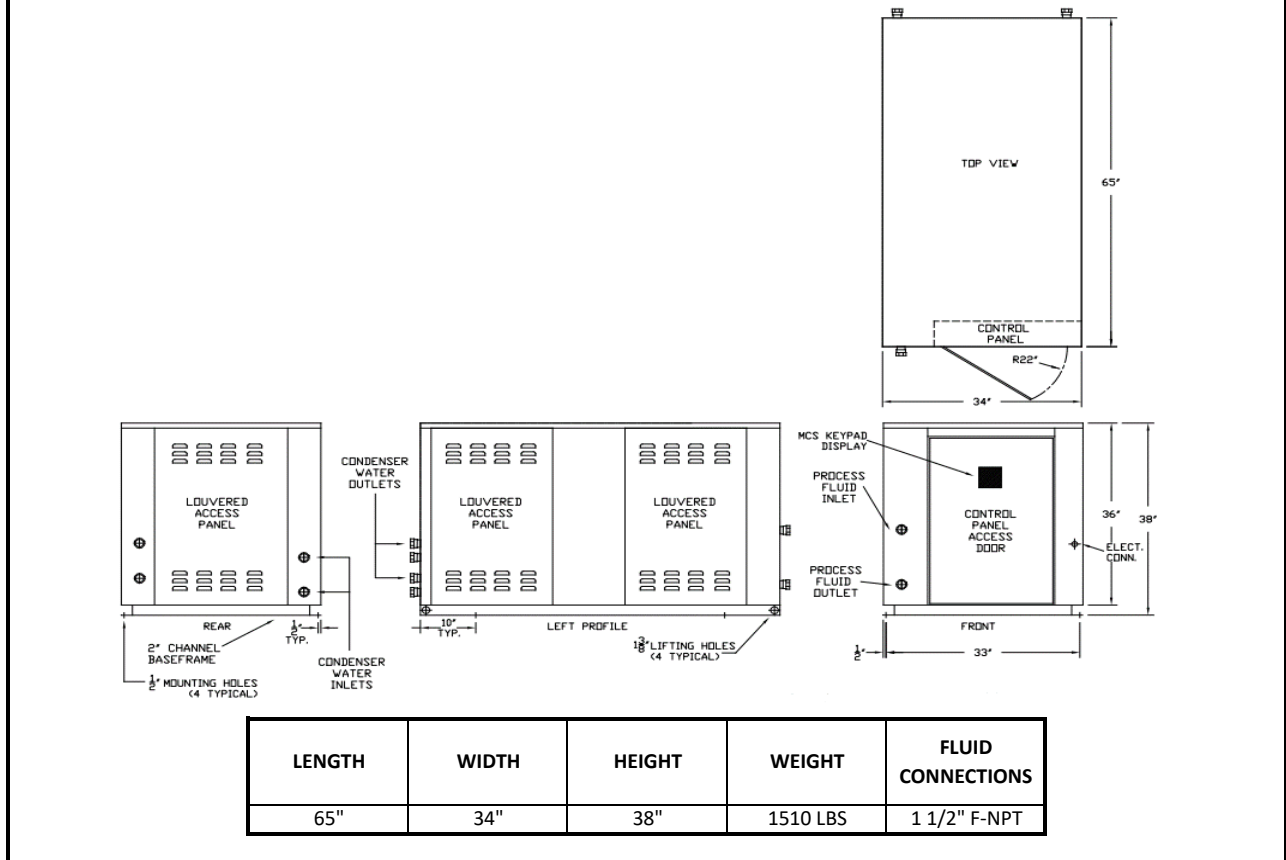 TOP VIEW
65"
CONTROL
PANEL
R22"
34"
LOUVERED
ACCESS
PANEL
REAR
1/2"
TYP.
2" CHANNEL
BASEFRAME
1/2" MOUNTING HOLES
(4 TYPICAL)
CONDENSER
WATER
INLETS
CONDENSER
WATER
OUTLETS
LOUVERED
ACCESS
PANEL
LOUVERED
ACCESS
PANEL
10"
TYP.
LEFT PROFILE
1 3/8" LIFTING HOLES
(4 TYPICAL)
MCS KEYPAD
DISPLAY
PROCESS
FLUID
INLET
PROCESS
FLUID
OUTLET
CONTROL
PANEL
ACCESS
DOOR
36"
38"
ELECT.
CONN.
FRONT
1/2"
33"
LENGTH WIDTH HEIGHT WEIGHT FLUID CONNECTIONS
65" 34" 38" 1510 LBS 1 1/2" F-NPT